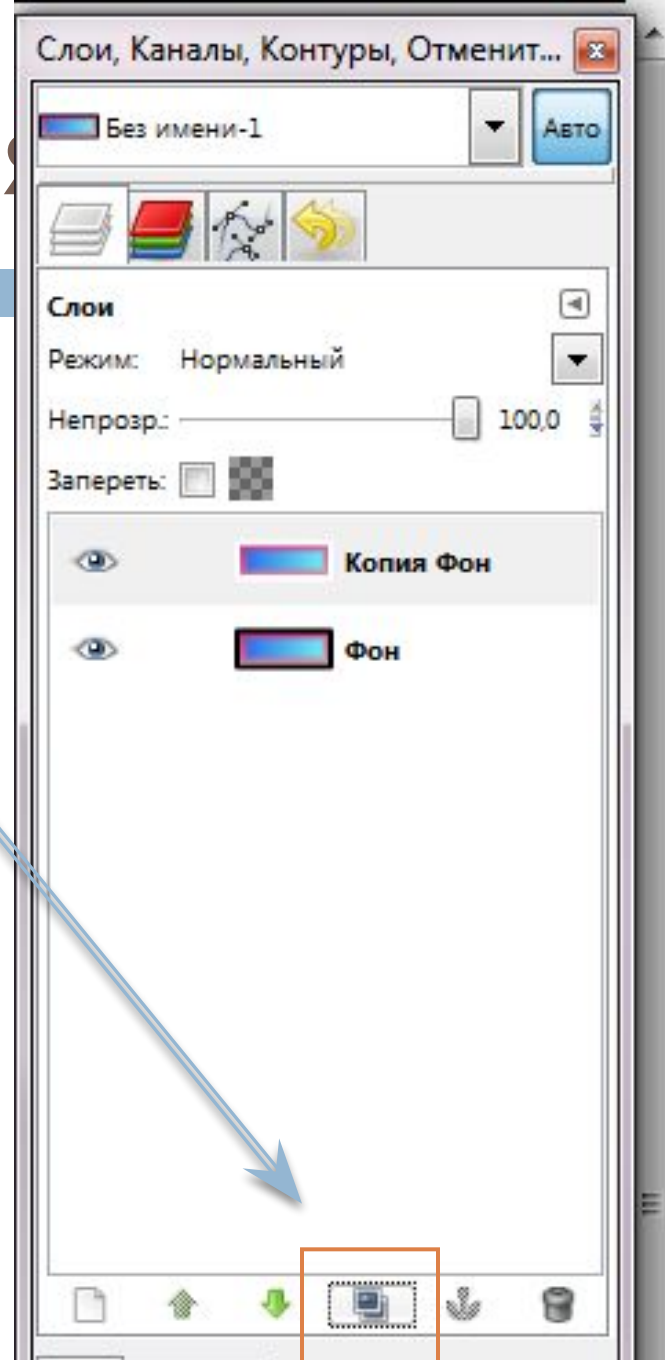 Слои, Каналы, Контуры, Отменит...
Без имени-1
Авто
Слои
Режим: Нормальный
Непрозр.: 100,0
Запереть:
Копия Фон
Фон